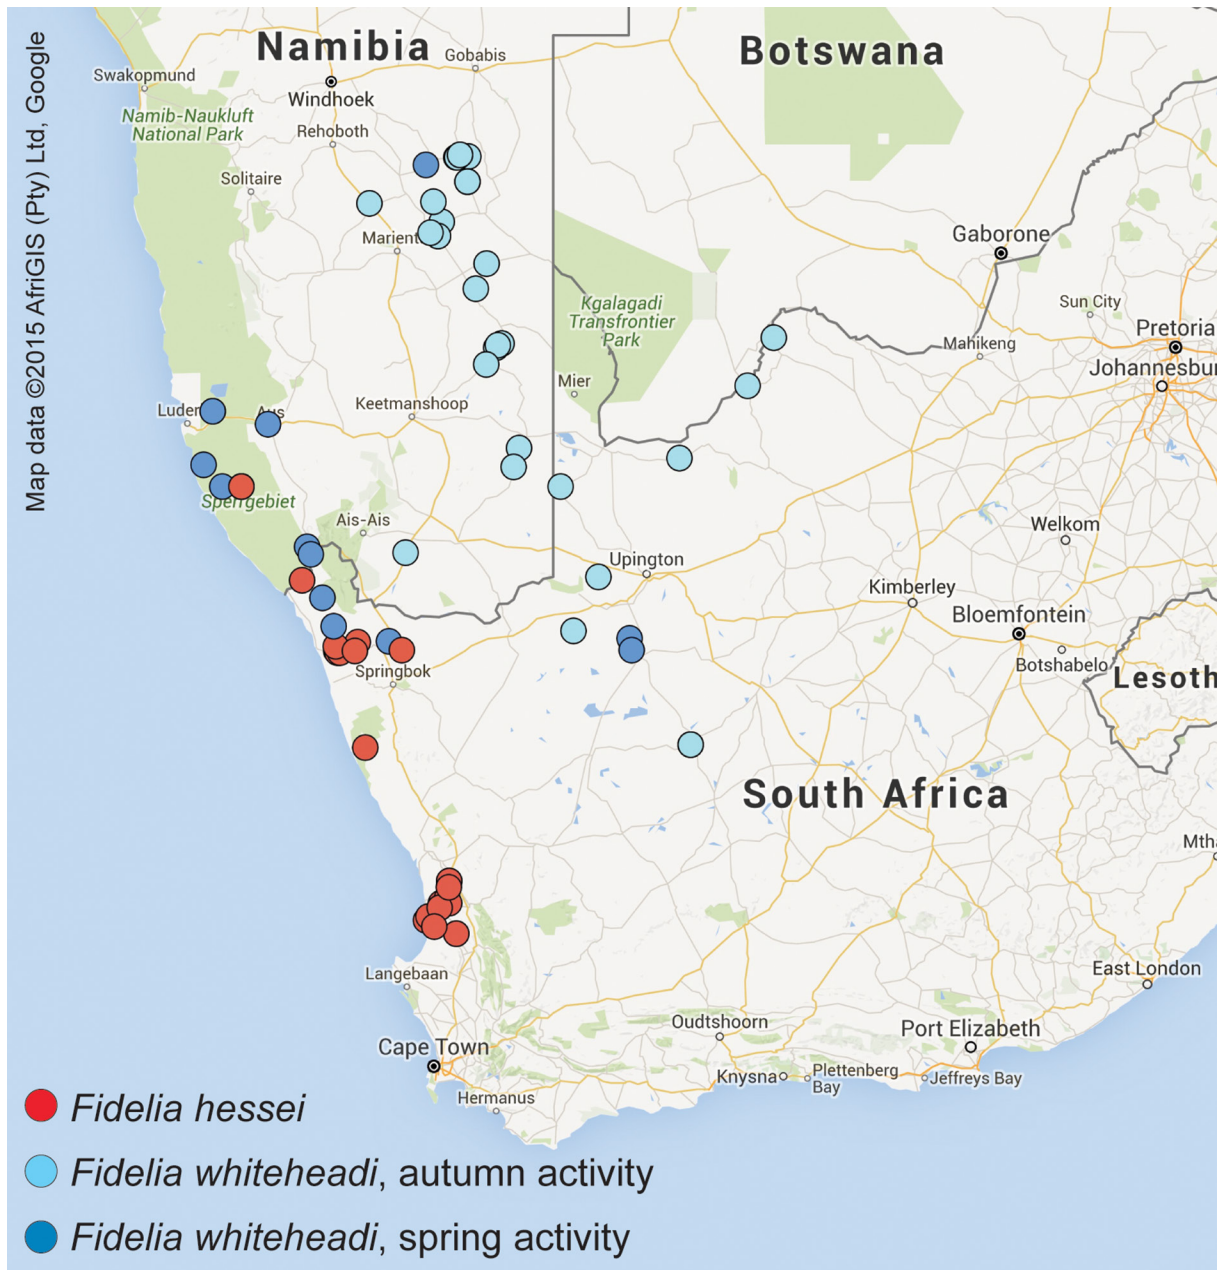 Map data ©2015 AfriGIS (Pty) Ltd, Google
Namibia
Botswana
Gobabis
Swakopmund
Windhoek
Namib-Naukluft
National Park
Rehoboth
Solitaire
Marient
Gaborone
Kgalagadi
Transfrontier
Park
Sun City
Pretoria
Mahikeng
Johannesbur
Mier
Luder
Aus
Keetmanshoop
Sperrgebiet
Ais-Ais
Welkom
Upington
Kimberley
Bloemfontein
Botshabelo
Lesoth
Springbok
South Africa
Mtha
Langebaan
East London
Oudtshoorn
Port Elizabeth
Cape Town
Knysna
Plettenberg
Bay
Jeffreys Bay
Hermanus
Fidelia hessei
Fidelia whiteheadi, autumn activity
Fidelia whiteheadi, spring activity